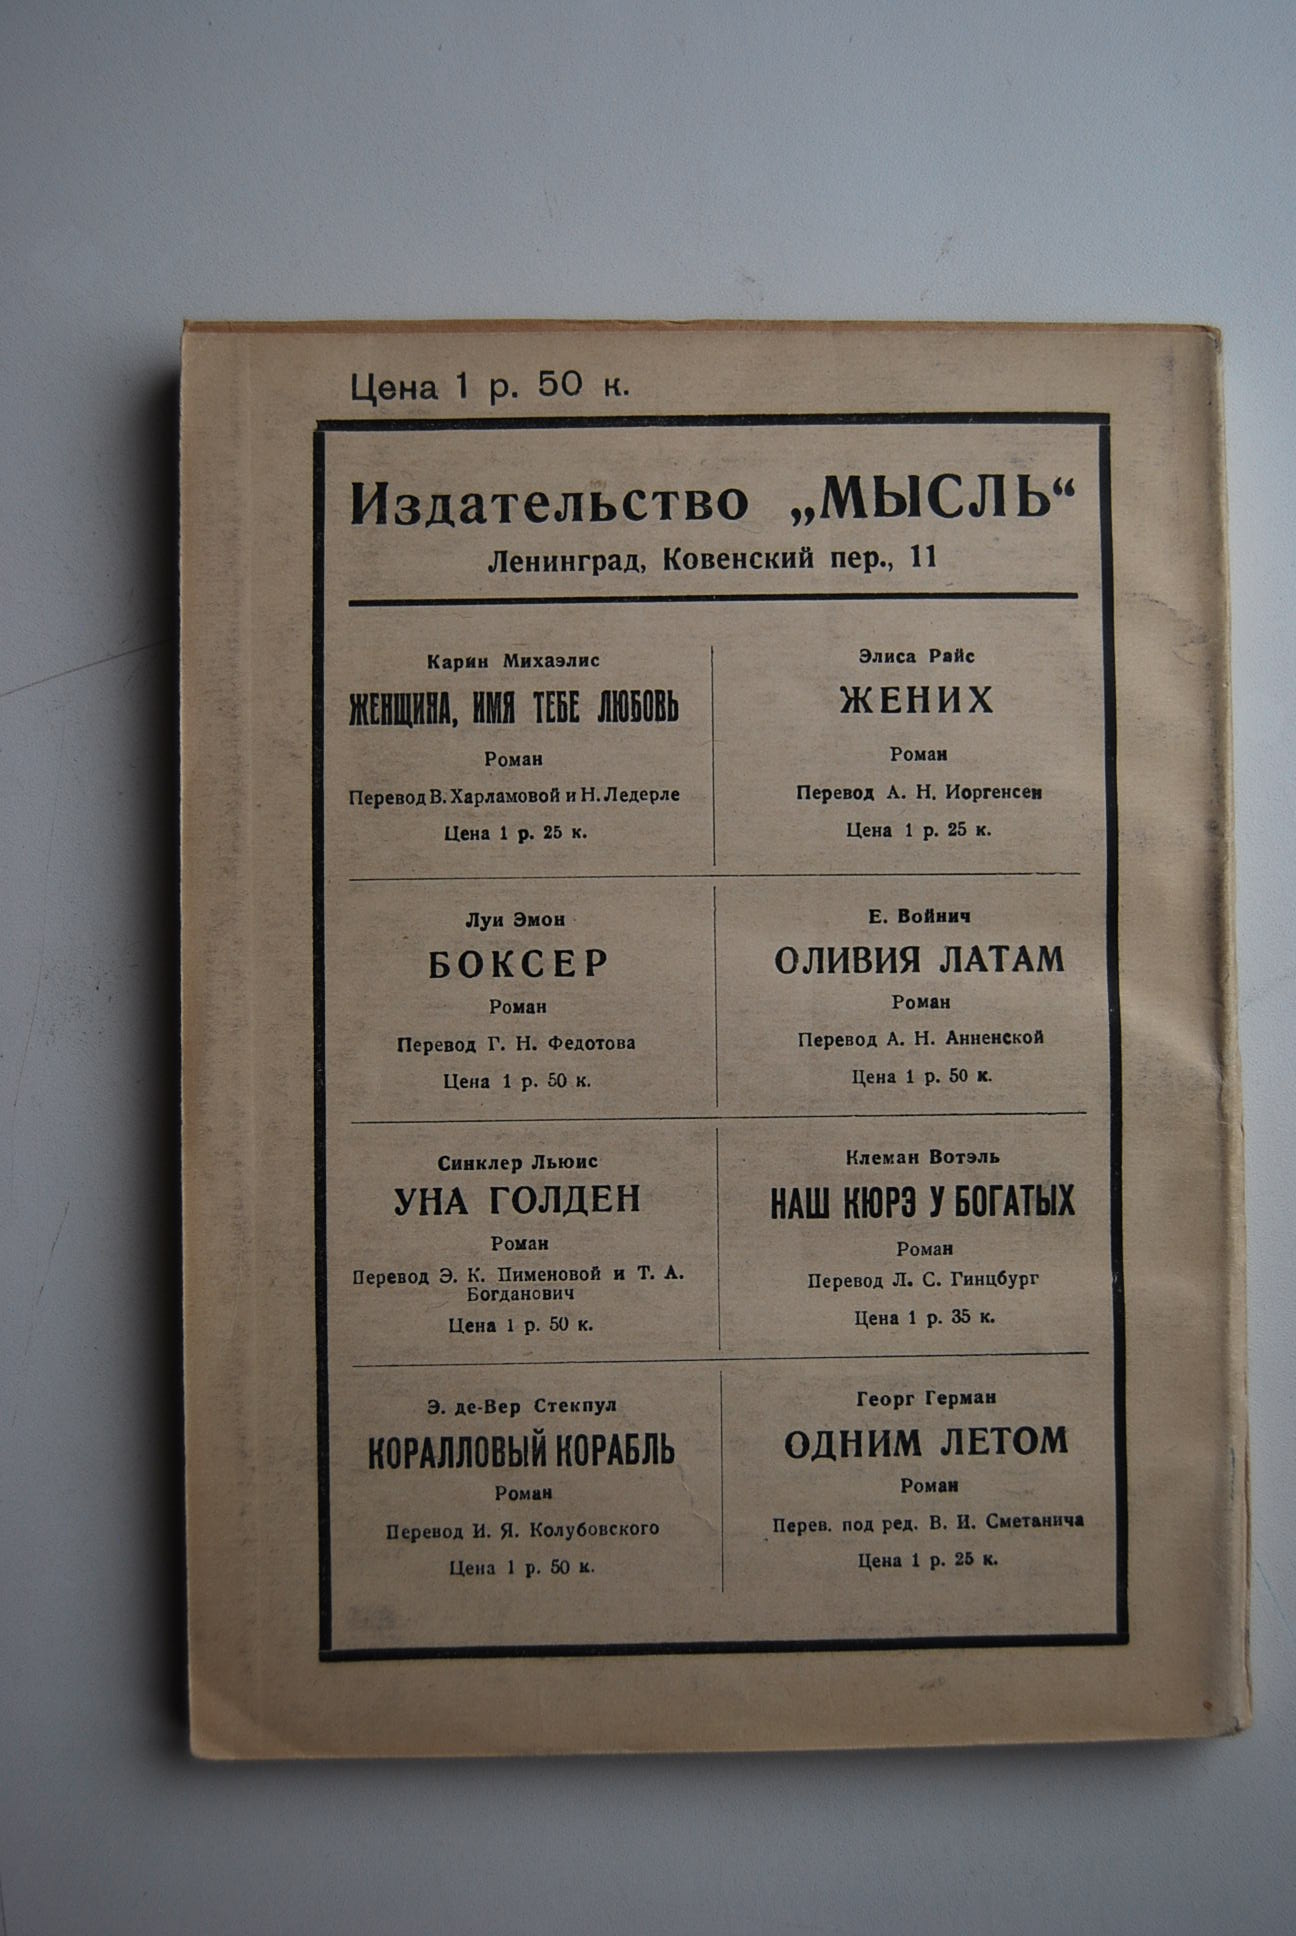 Цена 1 р. 50 к.
Издательство „МЫСЛЬ“
Ленинград, Ковенский пер., 11
Карин Михаэлис
ЖЕНЩИНА, ИМЯ ТЕБЕ ЛЮБОВЬ
Роман
Перевод В. Харламовой и Н. Ледерле
Цена 1 р. 25 к.
Элиса Райс
ЖЕНИХ
Роман
Перевод А. Н. Иоргенсен
Цена 1 р. 25 к.
Луи Эмон
БОКСЕР
Роман
Перевод Г. Н. Федотова
Цена 1 р. 50 к.
Е. Войнич
ОЛИВИЯ ЛАТАМ
Роман
Перевод А. Н. Анненской
Цена 1 р. 50 к.
Синклер Льюис
УНА ГОЛДЕН
Роман
Перевод Э. К. Пименовой и Т. А.
Богданович
Цена 1 р. 50 к.
Клеман Вотэль
НАШ КЮРЭ У БОГАТЫХ
Роман
Перевод Л. С. Гинцбург
Цена 1 р. 35 к.
Э. де-Вер Стекпул
КОРАЛЛОВЫЙ КОРАБЛЬ
Роман
Перевод И. Я. Колубовского
Цена 1 р. 50 к.
Георг Герман
ОДНИМ ЛЕТОМ
Роман
Перев. под ред. В. И. Сметанича
Цена 1 р. 25 к.